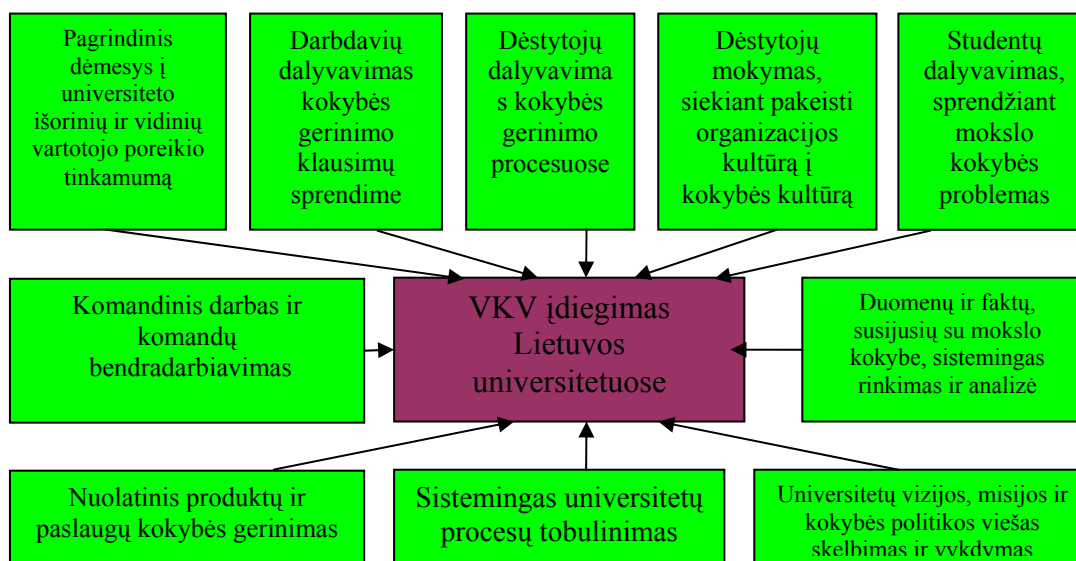 Pagrindinis
dėmesys į
universiteto
išorinių ir vidinių
vartotojo poreikio
tinkamumą
Darbdavių
dalyvavimas
kokybės
gerinimo
klausimų
sprendime
Dėstytojų
dalyvavima
s kokybės
gerinimo
procesuose
Dėstytojų
mokymas,
siekiant pakeisti
organizacijos
kultūrą į
kokybės kultūrą
Studentų
dalyvavimas,
sprendžiant
mokslo
kokybės
problemas
Komandinis darbas ir
komandų
bendradarbiavimas
VKV įdiegimas
Lietuvos
universitetuose
Duomenų ir faktų,
susijusių su mokslo
kokybe, sistemingas
rinkimas ir analizė
Nuolatinis produktų ir
paslaugų kokybės gerinimas
Sistemingas universitetų
procesų tobulinimas
Universitetų vizijos, misijos ir
kokybės politikos viešas
skelbimas ir vykdymas